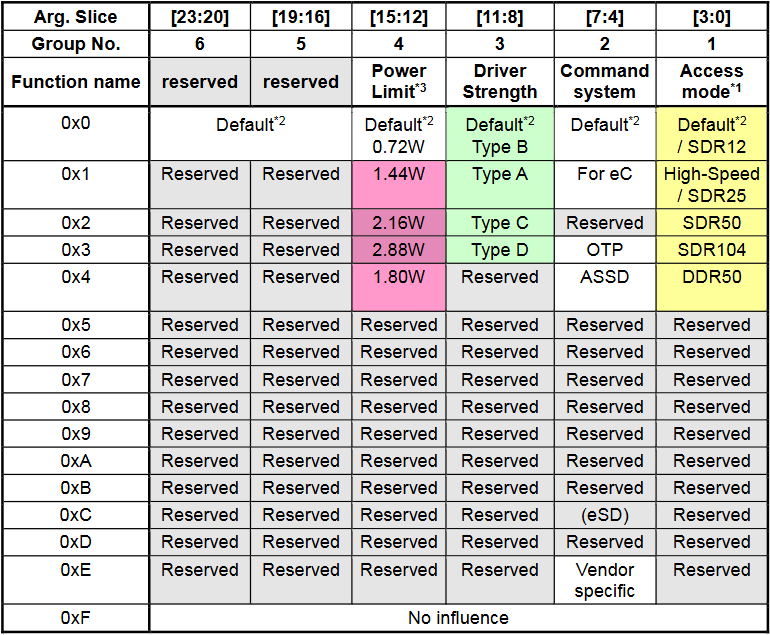 Arg. Slice [23:20] [19:16] [15:12] [11:8] [7:4] [3:0]
Group No. 6 5 4 3 2 1
Function name reserved reserved Power Limit*3 Driver Strength Command system Access mode*1
0x0 Default*2 Default*2 0.72W Default*2 Type B Default*2 Default*2 / SDR12
0x1 Reserved Reserved 1.44W Type A For eC High-Speed / SDR25
0x2 Reserved Reserved 2.16W Type C Reserved SDR50
0x3 Reserved Reserved 2.88W Type D OTP SDR104
0x4 Reserved Reserved 1.80W Reserved ASSD DDR50
0x5 Reserved Reserved Reserved Reserved Reserved Reserved
0x6 Reserved Reserved Reserved Reserved Reserved Reserved
0x7 Reserved Reserved Reserved Reserved Reserved Reserved
0x8 Reserved Reserved Reserved Reserved Reserved Reserved
0x9 Reserved Reserved Reserved Reserved Reserved Reserved
0xA Reserved Reserved Reserved Reserved Reserved Reserved
0xB Reserved Reserved Reserved Reserved Reserved Reserved
0xC Reserved Reserved Reserved Reserved (eSD) Reserved
0xD Reserved Reserved Reserved Reserved Reserved Reserved
0xE Reserved Reserved Reserved Reserved Vendor specific Reserved
0xF No influence